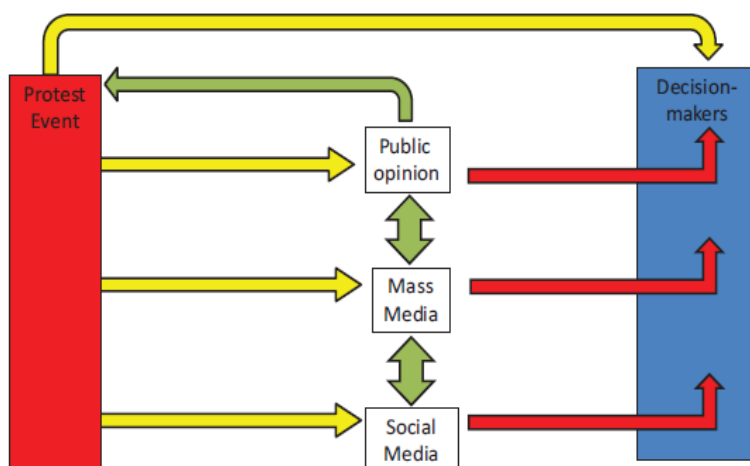 Protest
Event
Decision-
makers
Public
opinion
Mass
Media
Social
Media